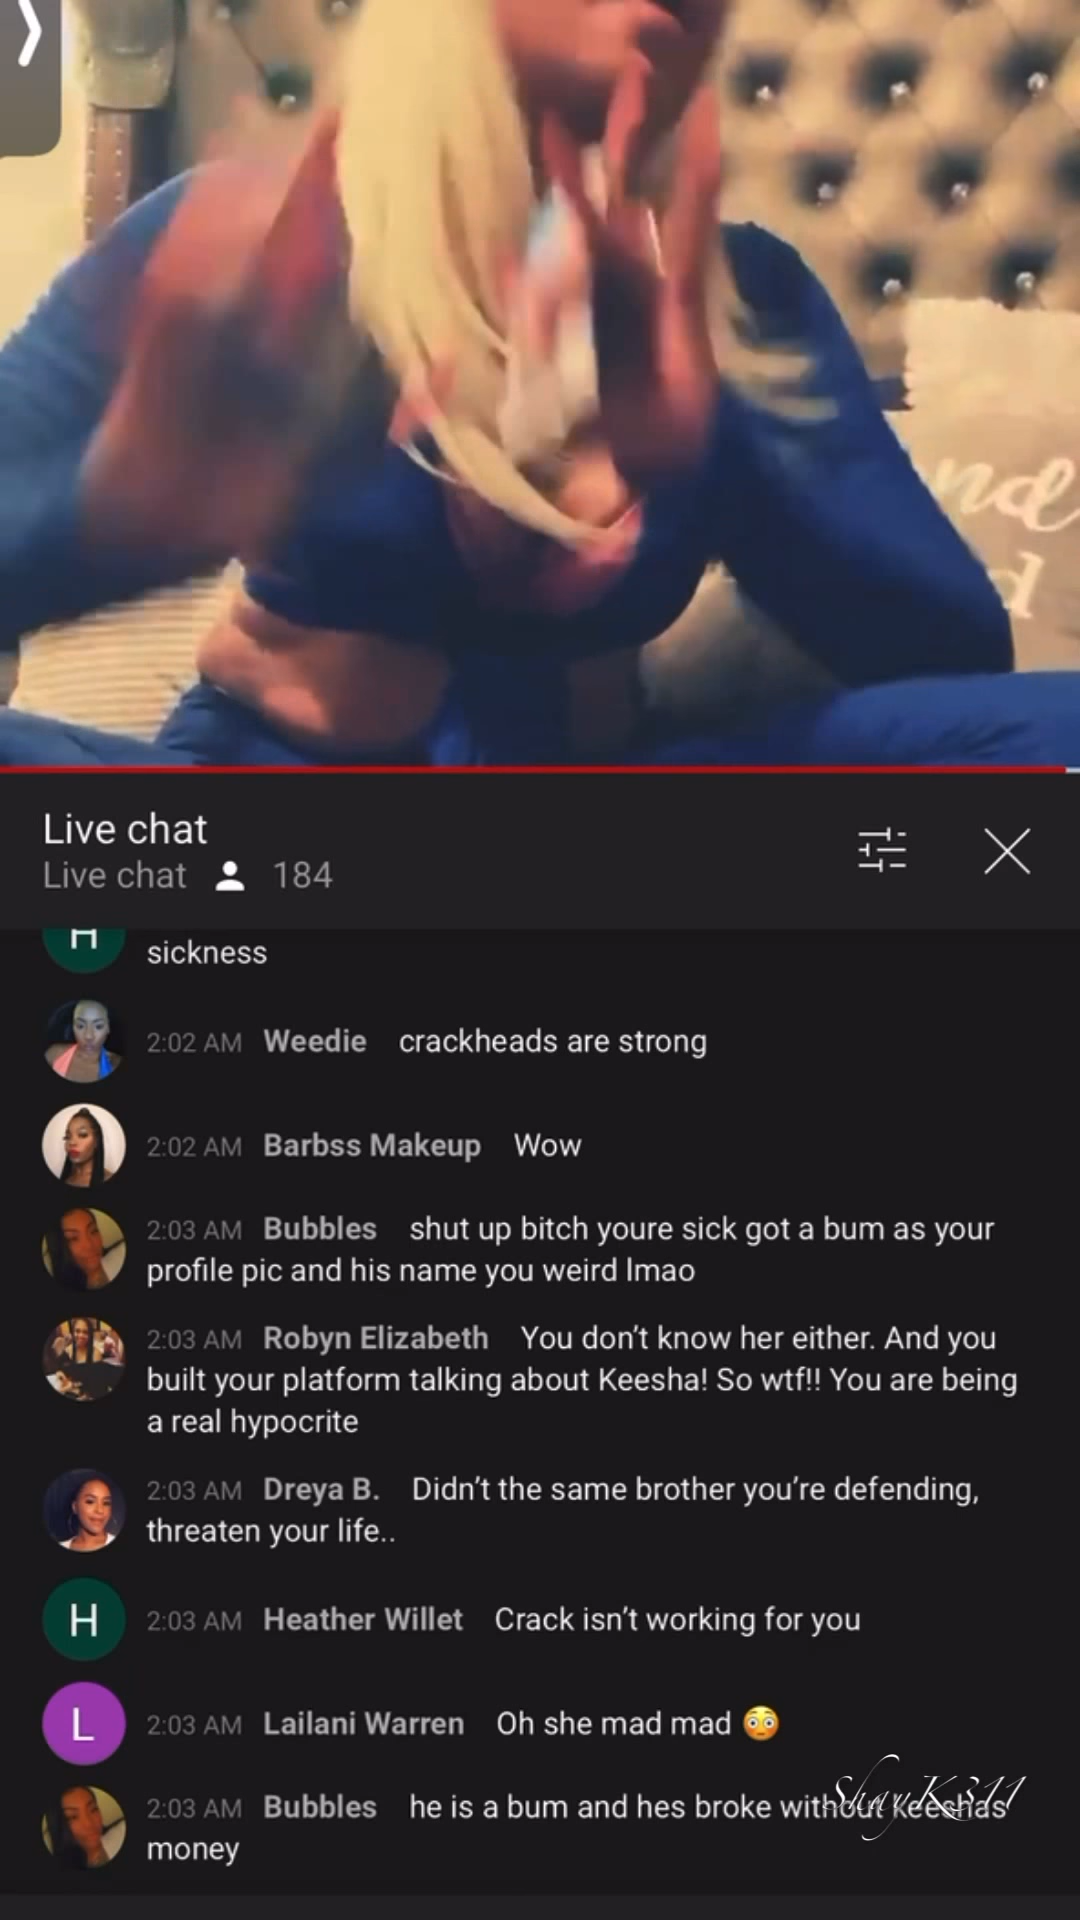 nd
d
Live chat
Live chat 184
H
sickness
2:02 AM Weedie crackheads are strong
2:02 AM Barbss Makeup Wow
2:03 AM Bubbles shut up bitch youre sick got a bum as your
profile pic and his name you weird lmao
2:03 AM Robyn Elizabeth You don’t know her either. And you
built your platform talking about Keesha! So wtf!! You are being
a real hypocrite
2:03 AM Dreya B. Didn’t the same brother you’re defending,
threaten your life..
H 2:03 AM Heather Willet Crack isn’t working for you
L 2:03 AM Lailani Warren Oh she mad mad 😳
ShayK311
2:03 AM Bubbles he is a bum and hes broke without Keeshas
money